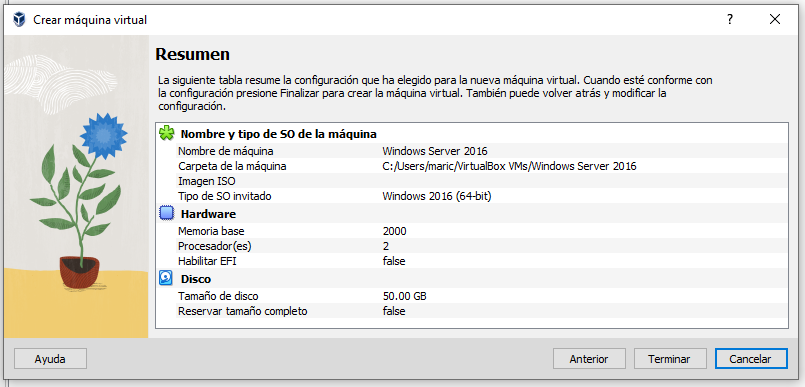 Crear máquina virtual
Resumen
La siguiente tabla resume la configuración que ha elegido para la nueva máquina virtual. Cuando esté conforme con
la configuración presione Finalizar para crear la máquina virtual. También puede volver atrás y modificar la
configuración.
Nombre y tipo de SO de la máquina
Nombre de máquina Windows Server 2016
Carpeta de la máquina C:/Users/maric/VirtualBox VMs/Windows Server 2016
Imagen ISO
Tipo de SO invitado Windows 2016 (64-bit)
Hardware
Memoria base 2000
Procesador(es) 2
Habilitar EFI false
Disco
Tamaño de disco 50.00 GB
Reservar tamaño completo false
Ayuda Anterior Terminar Cancelar